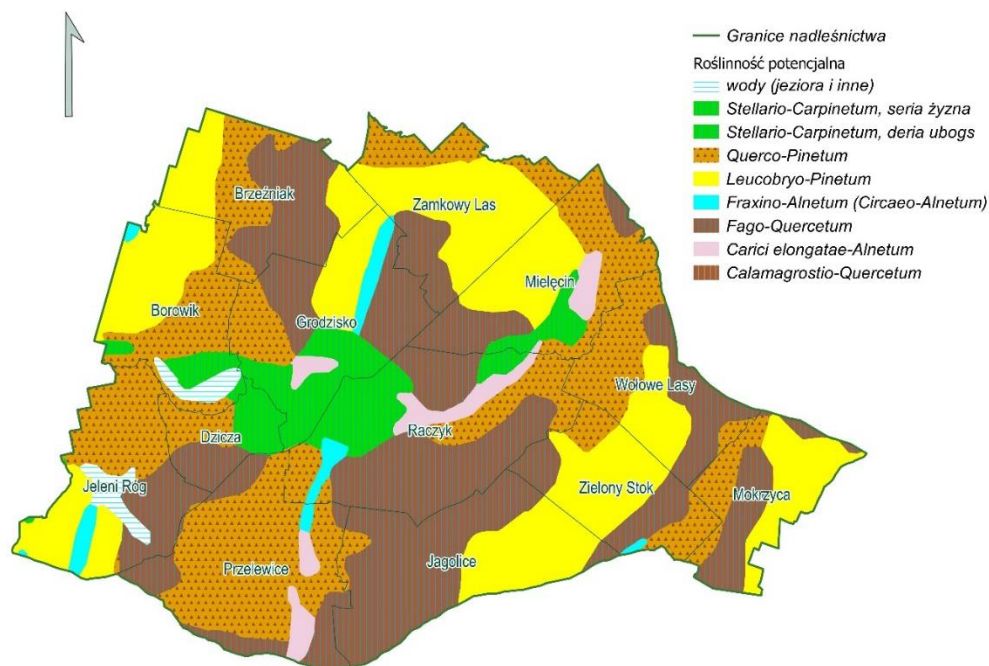 Granice nadleśnictwa
Roślinność potencjalna
wody (jeziora i inne)
Stellario-Carpinetum, seria żyzna
Stellario-Carpinetum, deria ubogs
Querco-Pinetum
Leucobryo-Pinetum
Fraxino-Alnetum (Circaeo-Alnetum)
Fago-Quercetum
Carici elongatae-Alnetum
Calamagrostio-Quercetum
Brzeźniak
Zamkowy Las
Mielęcin
Borowik
Grodzisko
Wołowe Lasy
Dzicza
Raczyk
Jeleni Róg
Zielony Stok
Mokrzyca
Przelewice
Jagolice